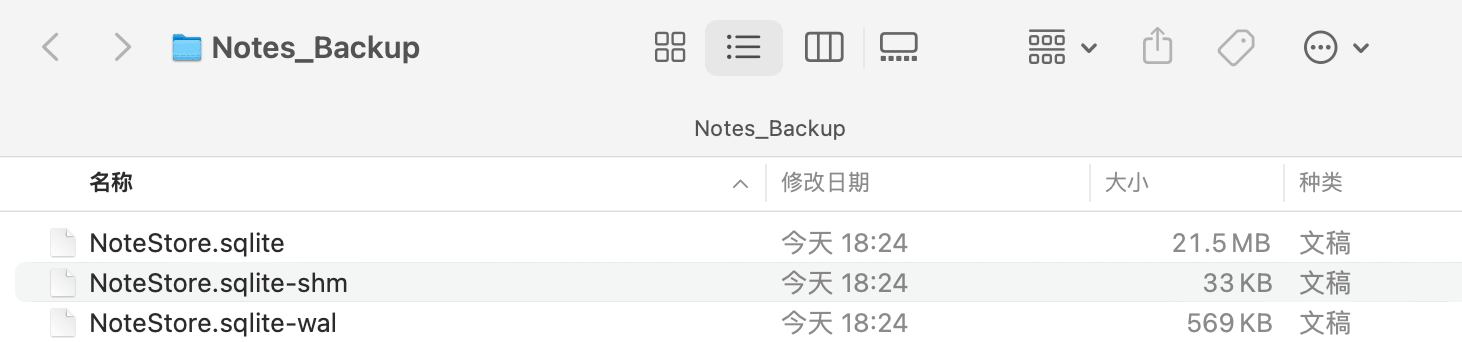 Notes_Backup
Notes_Backup
名称 修改日期 大小 种类
NoteStore.sqlite 今天 18:24 21.5 MB 文稿
NoteStore.sqlite-shm 今天 18:24 33 KB 文稿
NoteStore.sqlite-wal 今天 18:24 569 KB 文稿